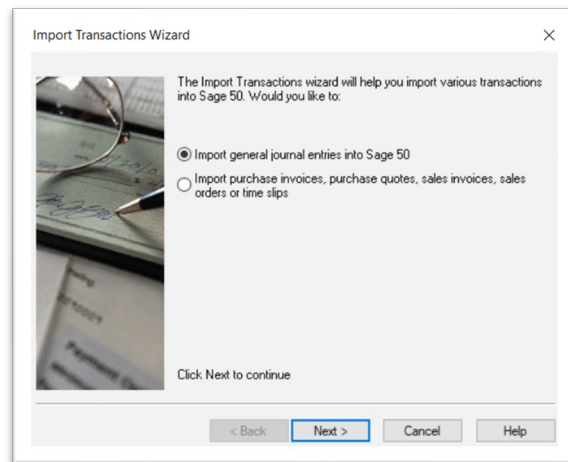 Import Transactions Wizard
The Import Transactions wizard will help you import various transactions
into Sage 50. Would you like to:
Import general journal entries into Sage 50
Import purchase invoices, purchase quotes, sales invoices, sales
orders or time slips
Click Next to continue
< Back
Next >
Cancel
Help